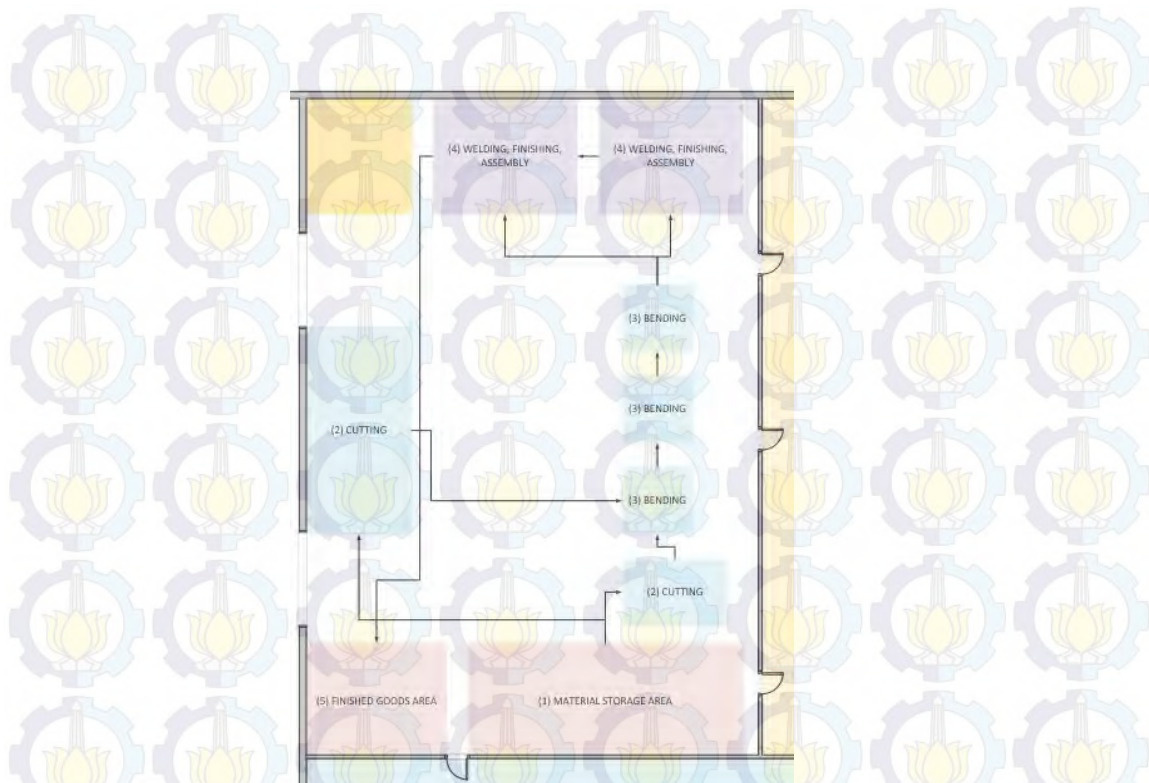 (4) WELDING, FINISHING,
ASSEMBLY
(4) WELDING, FINISHING,
ASSEMBLY
(3) BENDING
(3) BENDING
(2) CUTTING
(3) BENDING
(2) CUTTING
(5) FINISHED GOODS AREA
(1) MATERIAL STORAGE AREA